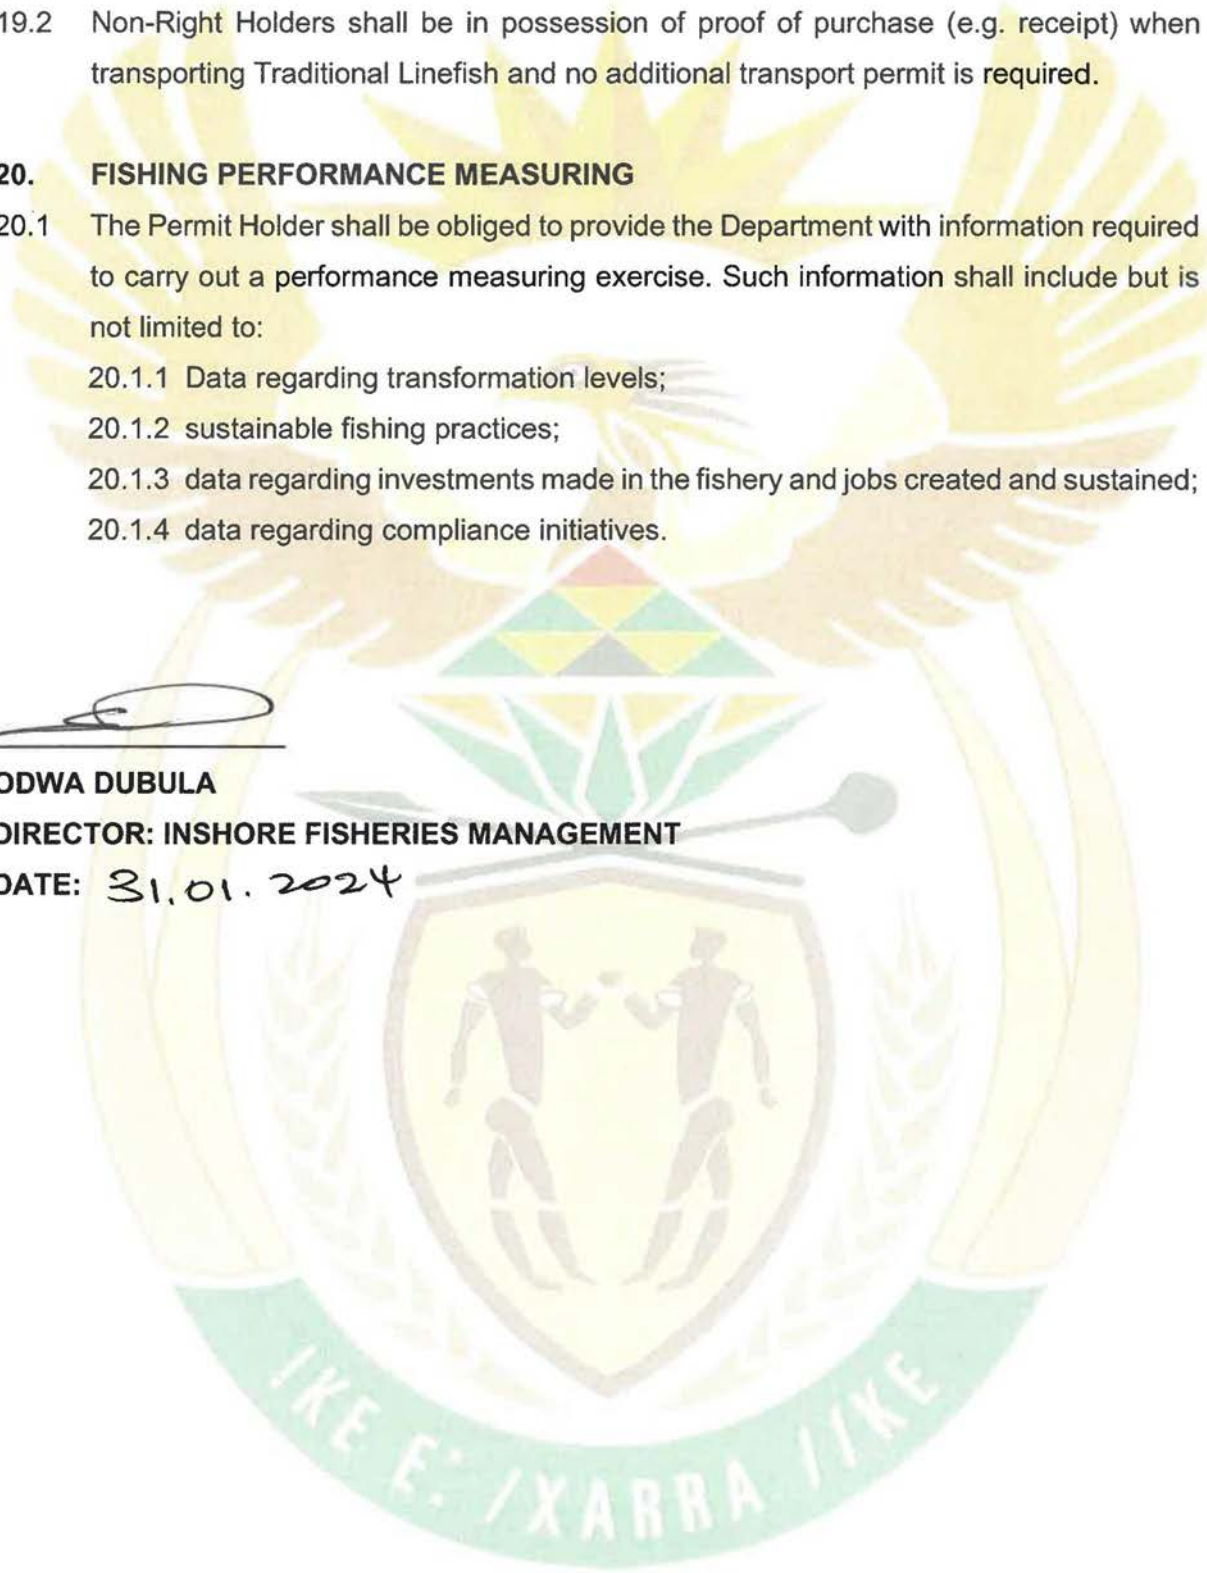 19.2 Non-Right Holders shall be in possession of proof of purchase (e.g. receipt) when
transporting Traditional Linefish and no additional transport permit is required.
20. FISHING PERFORMANCE MEASURING
20.1 The Permit Holder shall be obliged to provide the Department with information required
to carry out a performance measuring exercise. Such information shall include but is
not limited to:
20.1.1 Data regarding transformation levels;
20.1.2 sustainable fishing practices;
20.1.3 data regarding investments made in the fishery and jobs created and sustained;
20.1.4 data regarding compliance initiatives.
ODWA DUBULA
DIRECTOR: INSHORE FISHERIES MANAGEMENT
DATE: 31.01.2024
!KE E: /XARRA //KE